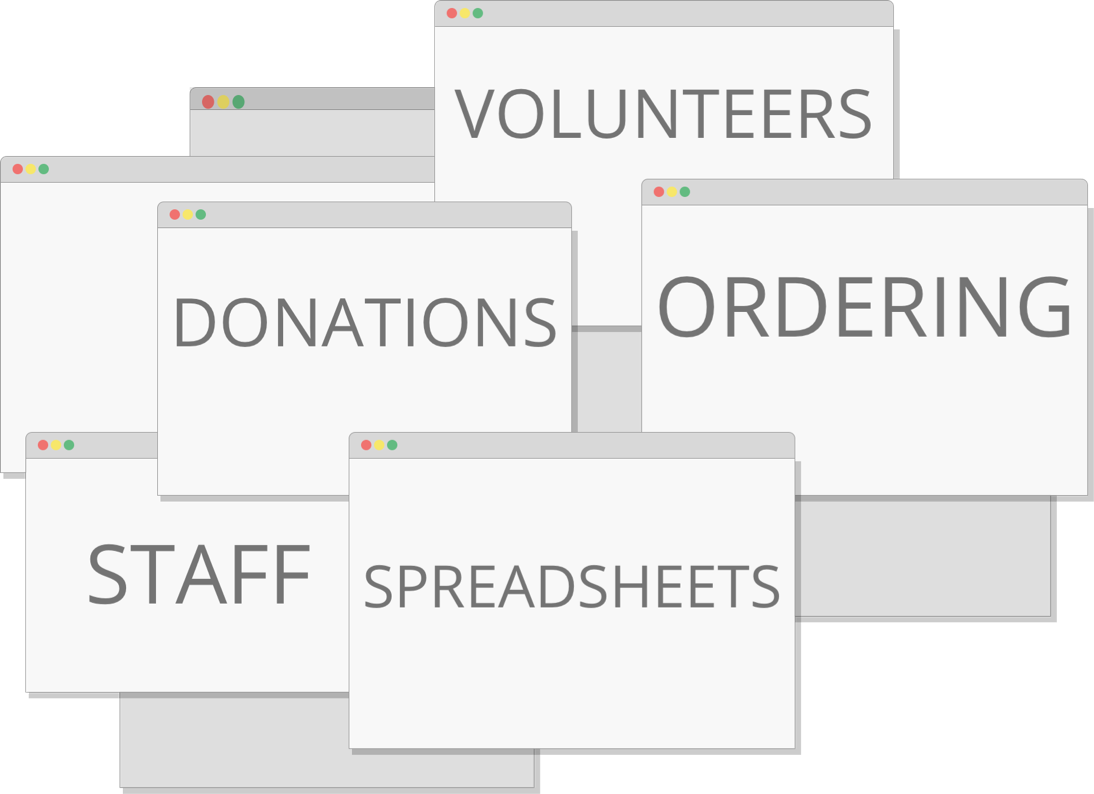 VOLUNTEERS
DONATIONS
ORDERING
STAFF
SPREADSHEETS